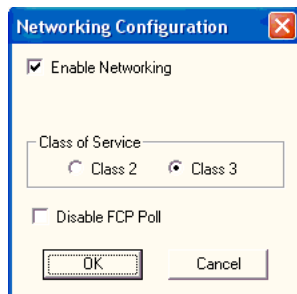 Networking Configuration
Enable Networking
Class of Service
Class 2 Class 3
Disable FCP Poll
OK Cancel